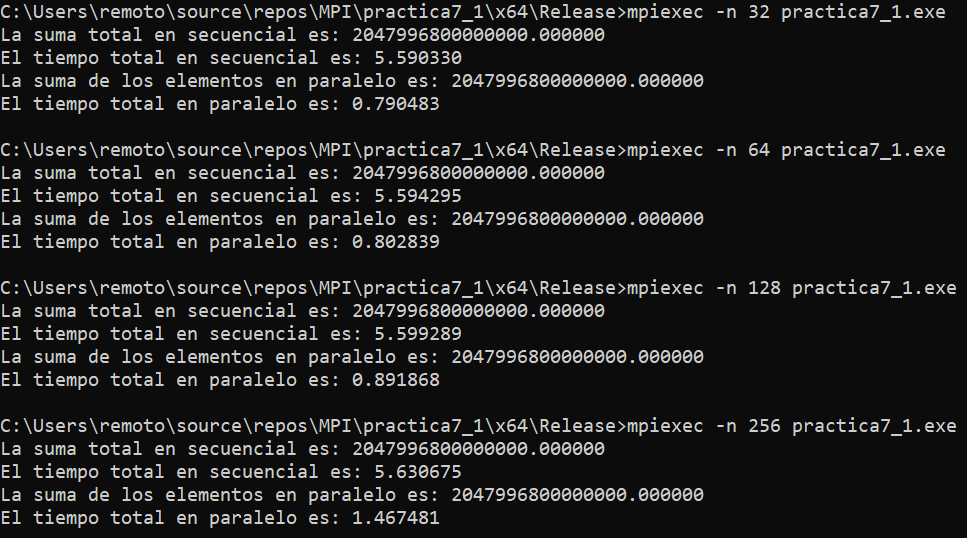 C:\Users\remoto\source\repos\MPI\practica7_1\x64\Release>mpiexec -n 32 practica7_1.exe
La suma total en secuencial es: 2047996800000000.000000
El tiempo total en secuencial es: 5.590330
La suma de los elementos en paralelo es: 2047996800000000.000000
El tiempo total en paralelo es: 0.790483
C:\Users\remoto\source\repos\MPI\practica7_1\x64\Release>mpiexec -n 64 practica7_1.exe
La suma total en secuencial es: 2047996800000000.000000
El tiempo total en secuencial es: 5.594295
La suma de los elementos en paralelo es: 2047996800000000.000000
El tiempo total en paralelo es: 0.802839
C:\Users\remoto\source\repos\MPI\practica7_1\x64\Release>mpiexec -n 128 practica7_1.exe
La suma total en secuencial es: 2047996800000000.000000
El tiempo total en secuencial es: 5.599289
La suma de los elementos en paralelo es: 2047996800000000.000000
El tiempo total en paralelo es: 0.891868
C:\Users\remoto\source\repos\MPI\practica7_1\x64\Release>mpiexec -n 256 practica7_1.exe
La suma total en secuencial es: 2047996800000000.000000
El tiempo total en secuencial es: 5.630675
La suma de los elementos en paralelo es: 2047996800000000.000000
El tiempo total en paralelo es: 1.467481